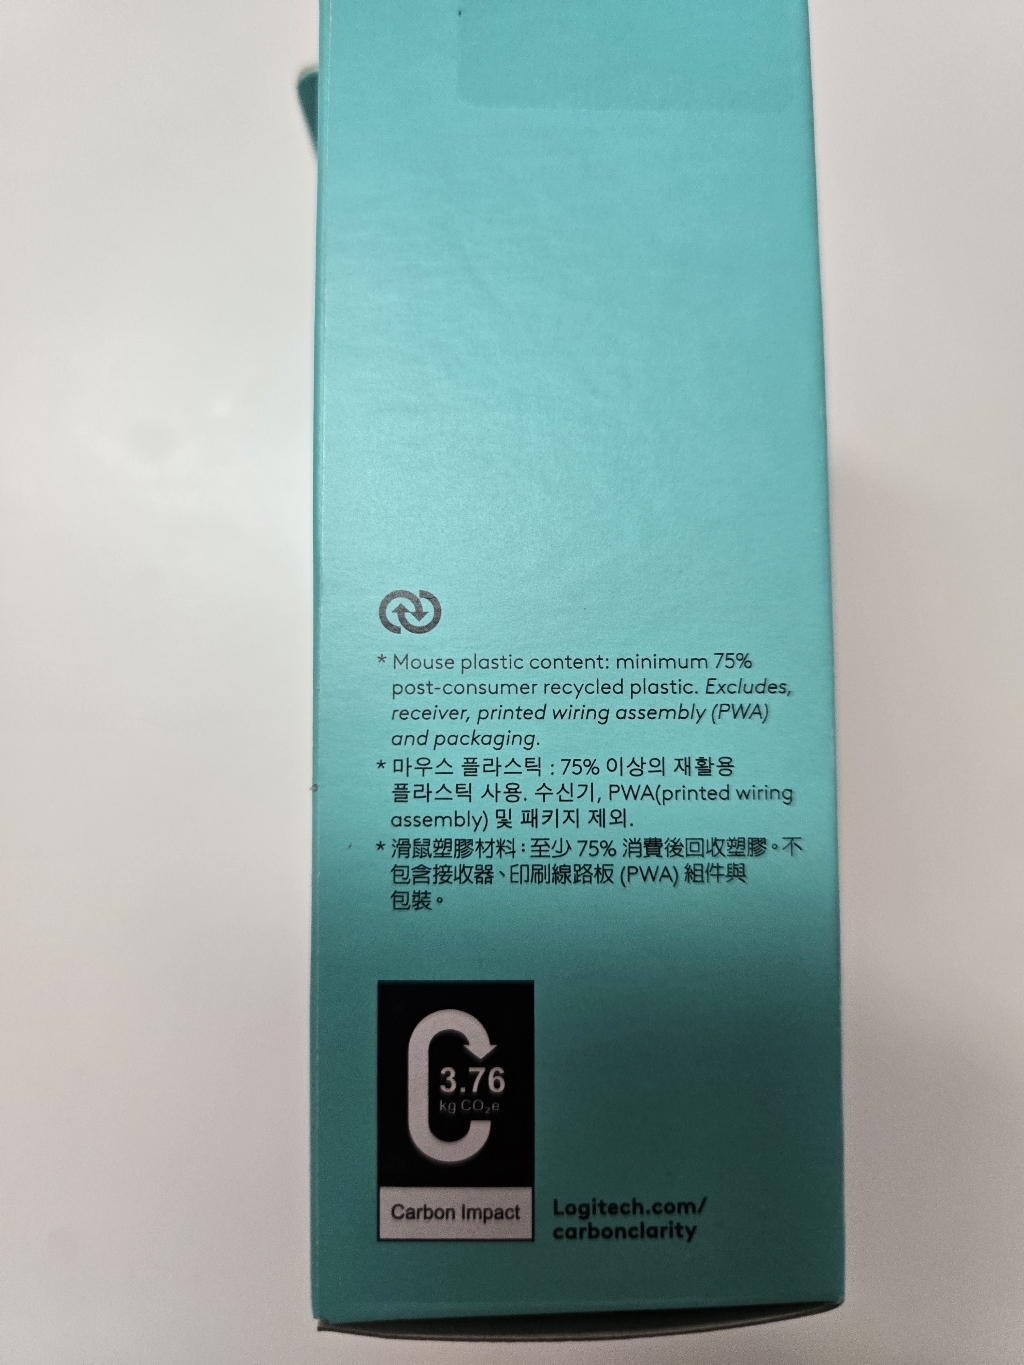 * Mouse plastic content: minimum 75%
post-consumer recycled plastic. Excludes,
receiver, printed wiring assembly (PWA)
and packaging.
* 마우스 플라스틱 : 75% 이상의 재활용
플라스틱 사용. 수신기, PWA(printed wiring
assembly) 및 패키지 제외.
* 滑鼠塑膠材料：至少 75% 消費後回收塑膠。不
包含接收器、印刷線路板 (PWA) 組件與
包裝。
3.76
kg CO₂e
Carbon Impact
Logitech.com/
carbonclarity